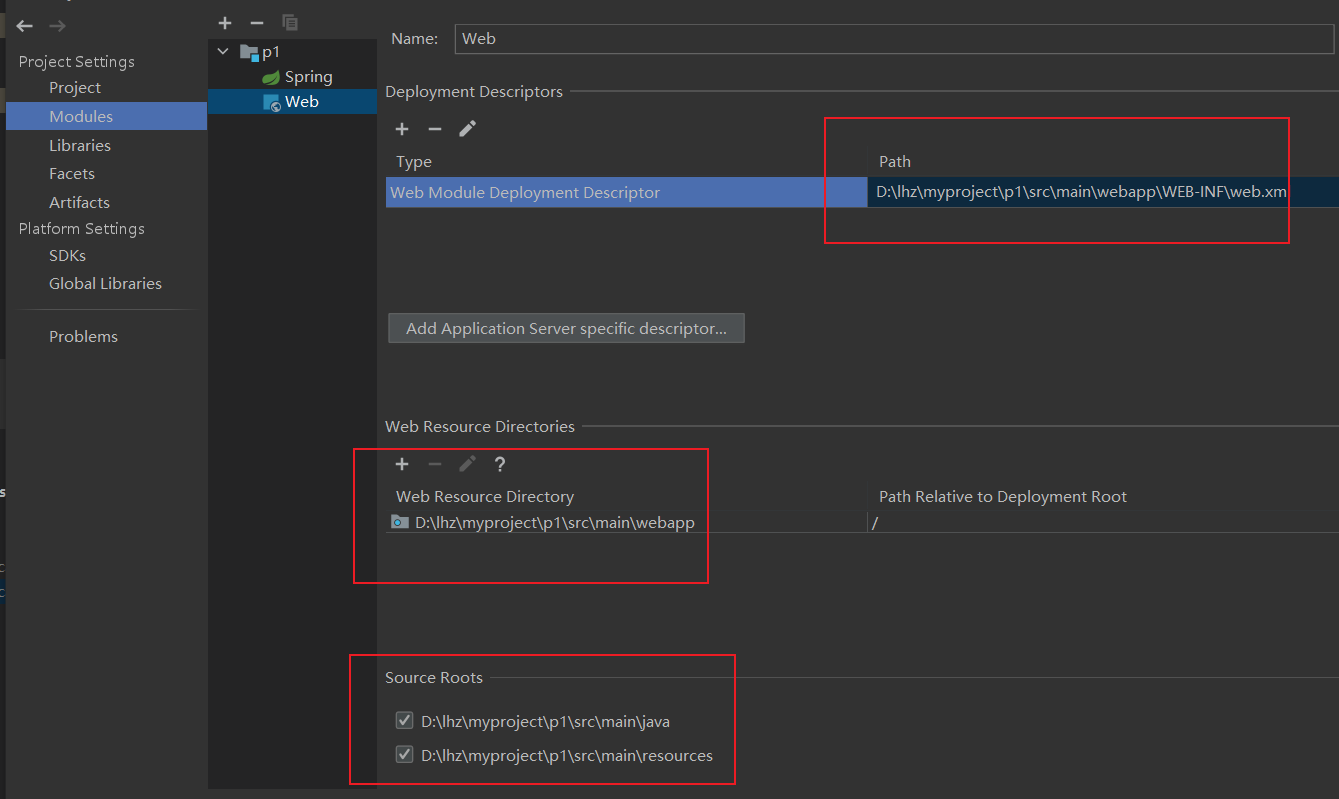 Project Settings
Project
Modules
Libraries
Facets
Artifacts
Platform Settings
SDKs
Global Libraries
Problems
p1
Spring
Web
Name: Web
Deployment Descriptors
Type Path
Web Module Deployment Descriptor D:\lhz\myproject\p1\src\main\webapp\WEB-INF\web.xm
Add Application Server specific descriptor...
Web Resource Directories
Web Resource Directory Path Relative to Deployment Root
D:\lhz\myproject\p1\src\main\webapp /
Source Roots
D:\lhz\myproject\p1\src\main\java
D:\lhz\myproject\p1\src\main\resources